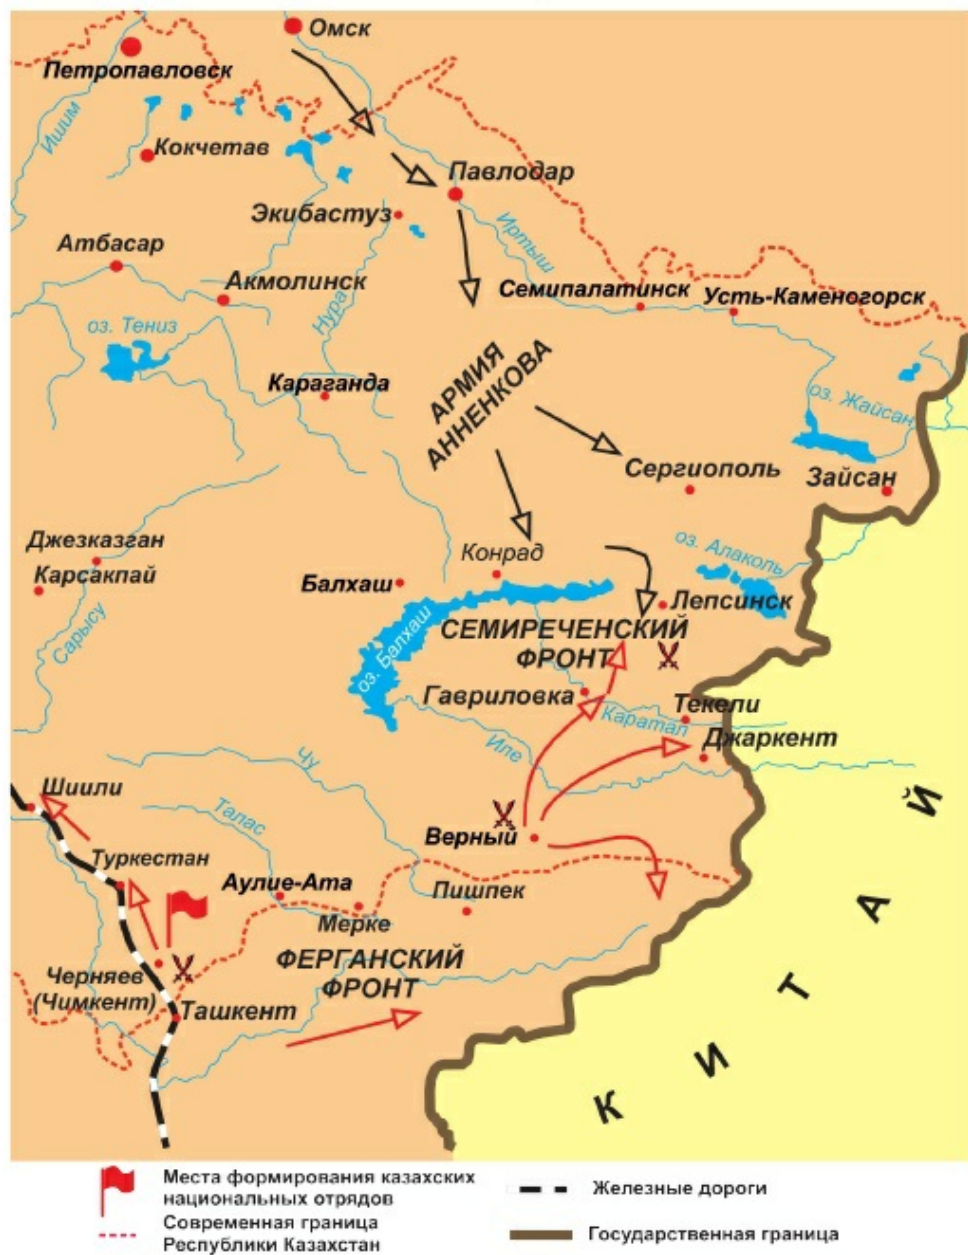 Омск
Петропавловск
Ишим
Кокчетав
Павлодар
Экибастуз
Иртыш
Атбасар
Акмолинск
Семипалатинск
Усть-Каменогорск
оз. Тениз
Нура
Караганда
АРМИЯ
АННЕНКОВА
оз. Жайсан
Сергиополь
Зайсан
Джезказган
Карсакпай
Конрад
оз. Алаколь
Балхаш
Лепсинск
Сарысу
оз. Балхаш
СЕМИРЕЧЕНСКИЙ
ФРОНТ
Гавриловка
Текели
Каратал
Джаркент
Чу
Иле
Шиили
Талас
Верный
Туркестан
Аулие-Ата
Пишпек
Мерке
ФЕРГАНСКИЙ
ФРОНТ
Черняев
(Чимкент)
Ташкент
КИТАЙ
Места формирования казахских
национальных отрядов
Железные дороги
Современная граница
Республики Казахстан
Государственная граница